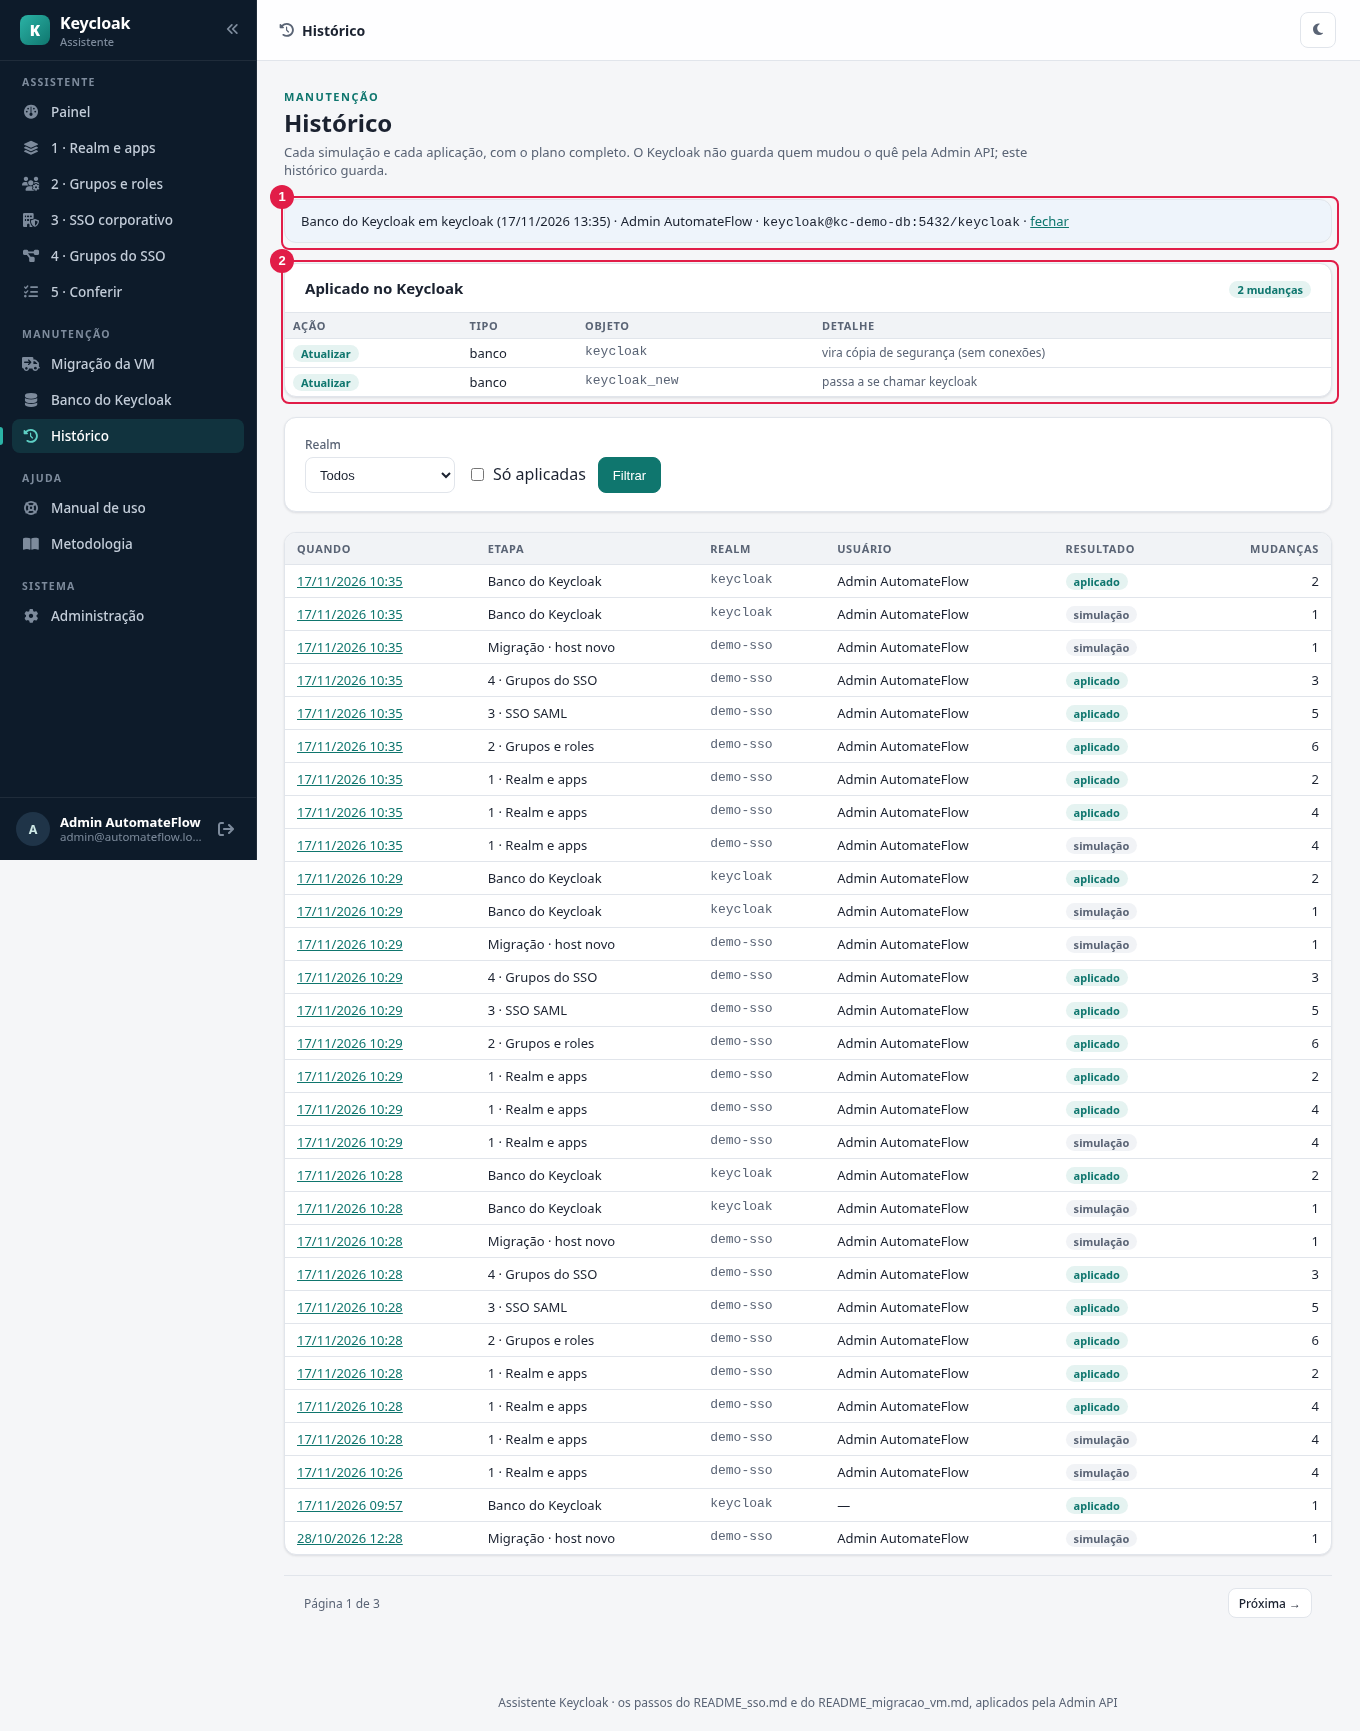 K
Keycloak
Assistente
ASSISTENTE
Painel
1 · Realm e apps
2 · Grupos e roles
3 · SSO corporativo
4 · Grupos do SSO
5 · Conferir
MANUTENÇÃO
Migração da VM
Banco do Keycloak
Histórico
AJUDA
Manual de uso
Metodologia
SISTEMA
Administração
A
Admin AutomateFlow
admin@automateflow.lo...
Histórico
MANUTENÇÃO
Histórico
Cada simulação e cada aplicação, com o plano completo. O Keycloak não guarda quem mudou o quê pela Admin API; este
histórico guarda.
1
Banco do Keycloak em keycloak (17/11/2026 13:35) · Admin AutomateFlow · keycloak@kc-demo-db:5432/keycloak · fechar
2
Aplicado no Keycloak 2 mudanças
AÇÃO TIPO OBJETO DETALHE
Atualizar banco keycloak vira cópia de segurança (sem conexões)
Atualizar banco keycloak_new passa a se chamar keycloak
Realm
Todos Só aplicadas Filtrar
QUANDO ETAPA REALM USUÁRIO RESULTADO MUDANÇAS
17/11/2026 10:35 Banco do Keycloak keycloak Admin AutomateFlow aplicado 2
17/11/2026 10:35 Banco do Keycloak keycloak Admin AutomateFlow simulação 1
17/11/2026 10:35 Migração · host novo demo-sso Admin AutomateFlow simulação 1
17/11/2026 10:35 4 · Grupos do SSO demo-sso Admin AutomateFlow aplicado 3
17/11/2026 10:35 3 · SSO SAML demo-sso Admin AutomateFlow aplicado 5
17/11/2026 10:35 2 · Grupos e roles demo-sso Admin AutomateFlow aplicado 6
17/11/2026 10:35 1 · Realm e apps demo-sso Admin AutomateFlow aplicado 2
17/11/2026 10:35 1 · Realm e apps demo-sso Admin AutomateFlow aplicado 4
17/11/2026 10:35 1 · Realm e apps demo-sso Admin AutomateFlow simulação 4
17/11/2026 10:29 Banco do Keycloak keycloak Admin AutomateFlow aplicado 2
17/11/2026 10:29 Banco do Keycloak keycloak Admin AutomateFlow simulação 1
17/11/2026 10:29 Migração · host novo demo-sso Admin AutomateFlow simulação 1
17/11/2026 10:29 4 · Grupos do SSO demo-sso Admin AutomateFlow aplicado 3
17/11/2026 10:29 3 · SSO SAML demo-sso Admin AutomateFlow aplicado 5
17/11/2026 10:29 2 · Grupos e roles demo-sso Admin AutomateFlow aplicado 6
17/11/2026 10:29 1 · Realm e apps demo-sso Admin AutomateFlow aplicado 2
17/11/2026 10:29 1 · Realm e apps demo-sso Admin AutomateFlow aplicado 4
17/11/2026 10:29 1 · Realm e apps demo-sso Admin AutomateFlow simulação 4
17/11/2026 10:28 Banco do Keycloak keycloak Admin AutomateFlow aplicado 2
17/11/2026 10:28 Banco do Keycloak keycloak Admin AutomateFlow simulação 1
17/11/2026 10:28 Migração · host novo demo-sso Admin AutomateFlow simulação 1
17/11/2026 10:28 4 · Grupos do SSO demo-sso Admin AutomateFlow aplicado 3
17/11/2026 10:28 3 · SSO SAML demo-sso Admin AutomateFlow aplicado 5
17/11/2026 10:28 2 · Grupos e roles demo-sso Admin AutomateFlow aplicado 6
17/11/2026 10:28 1 · Realm e apps demo-sso Admin AutomateFlow aplicado 2
17/11/2026 10:28 1 · Realm e apps demo-sso Admin AutomateFlow aplicado 4
17/11/2026 10:28 1 · Realm e apps demo-sso Admin AutomateFlow simulação 4
17/11/2026 10:26 1 · Realm e apps demo-sso Admin AutomateFlow simulação 4
17/11/2026 09:57 Banco do Keycloak keycloak — aplicado 1
28/10/2026 12:28 Migração · host novo demo-sso Admin AutomateFlow simulação 1
Página 1 de 3 Próxima →
Assistente Keycloak · os passos do README_sso.md e do README_migracao_vm.md, aplicados pela Admin API